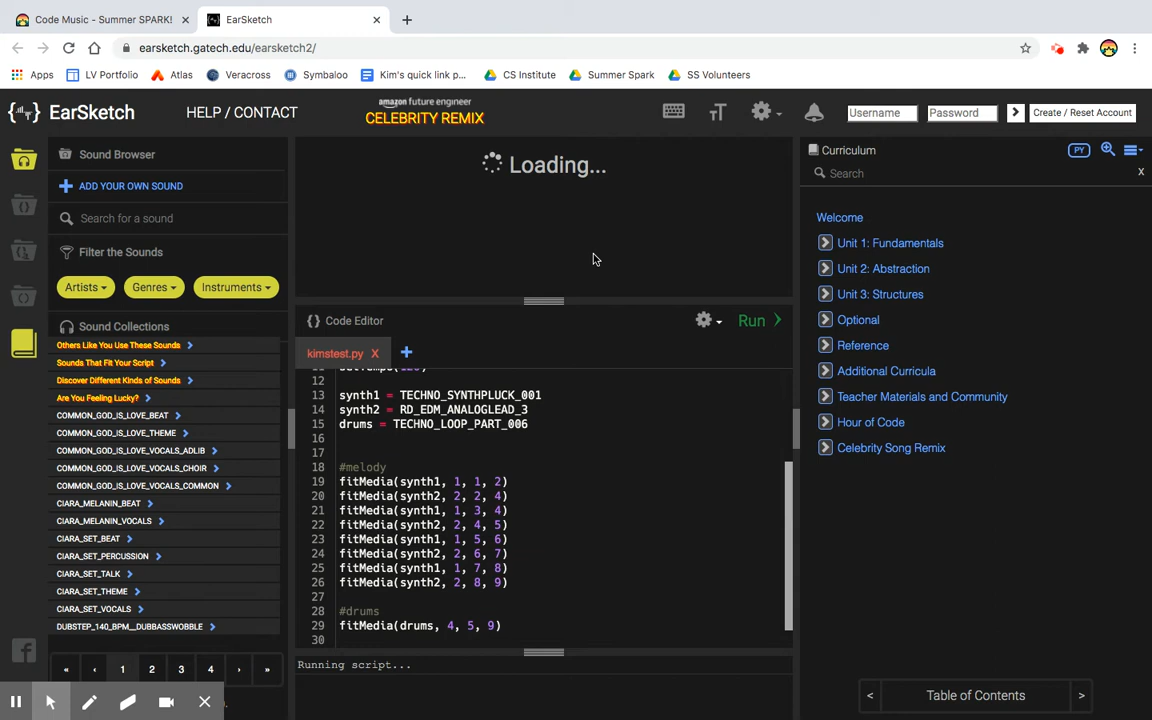 Code Music - Summer SPARK!
EarSketch
earsketch.gatech.edu/earsketch2/
Apps
LV Portfolio
Atlas
Veracross
Symbaloo
Kim's quick link p...
CS Institute
Summer Spark
SS Volunteers
EarSketch
HELP / CONTACT
amazon future engineer
CELEBRITY REMIX
Username
Password
Create / Reset Account
Sound Browser
ADD YOUR OWN SOUND
Search for a sound
Filter the Sounds
Artists
Genres
Instruments
Sound Collections
Others Like You Use These Sounds
Sounds That Fit Your Script
Discover Different Kinds of Sounds
Are You Feeling Lucky?
COMMON_GOD_IS_LOVE_BEAT
COMMON_GOD_IS_LOVE_THEME
COMMON_GOD_IS_LOVE_VOCALS_ADLIB
COMMON_GOD_IS_LOVE_VOCALS_CHOIR
COMMON_GOD_IS_LOVE_VOCALS_COMMON
CIARA_MELANIN_BEAT
CIARA_MELANIN_VOCALS
CIARA_SET_BEAT
CIARA_SET_PERCUSSION
CIARA_SET_TALK
CIARA_SET_THEME
CIARA_SET_VOCALS
DUBSTEP_140_BPM__DUBBASSWOBBLE
« ‹ 1 2 3 4 › »
Loading...
{} Code Editor
Run
kimstest.py X
12
13 synth1 = TECHNO_SYNTHPLUCK_001
14 synth2 = RD_EDM_ANALOGLEAD_3
15 drums = TECHNO_LOOP_PART_006
16
17
18 #melody
19 fitMedia(synth1, 1, 1, 2)
20 fitMedia(synth2, 2, 2, 4)
21 fitMedia(synth1, 1, 3, 4)
22 fitMedia(synth2, 2, 4, 5)
23 fitMedia(synth1, 1, 5, 6)
24 fitMedia(synth2, 2, 6, 7)
25 fitMedia(synth1, 1, 7, 8)
26 fitMedia(synth2, 2, 8, 9)
27
28 #drums
29 fitMedia(drums, 4, 5, 9)
30
Running script...
Curriculum
PY
Search
X
Welcome
Unit 1: Fundamentals
Unit 2: Abstraction
Unit 3: Structures
Optional
Reference
Additional Curricula
Teacher Materials and Community
Hour of Code
Celebrity Song Remix
< Table of Contents >